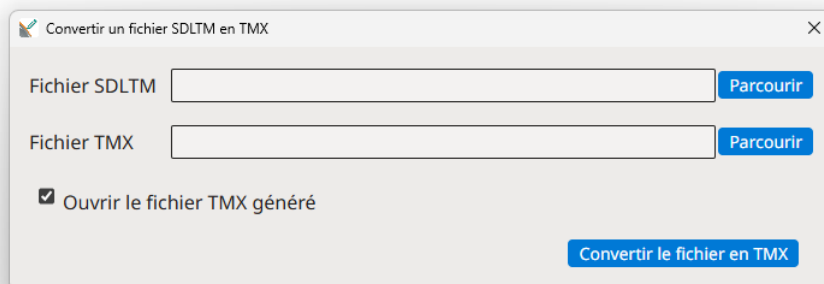 Convertir un fichier SDLTM en TMX
Fichier SDLTM Parcourir
Fichier TMX Parcourir
Ouvrir le fichier TMX généré
Convertir le fichier en TMX